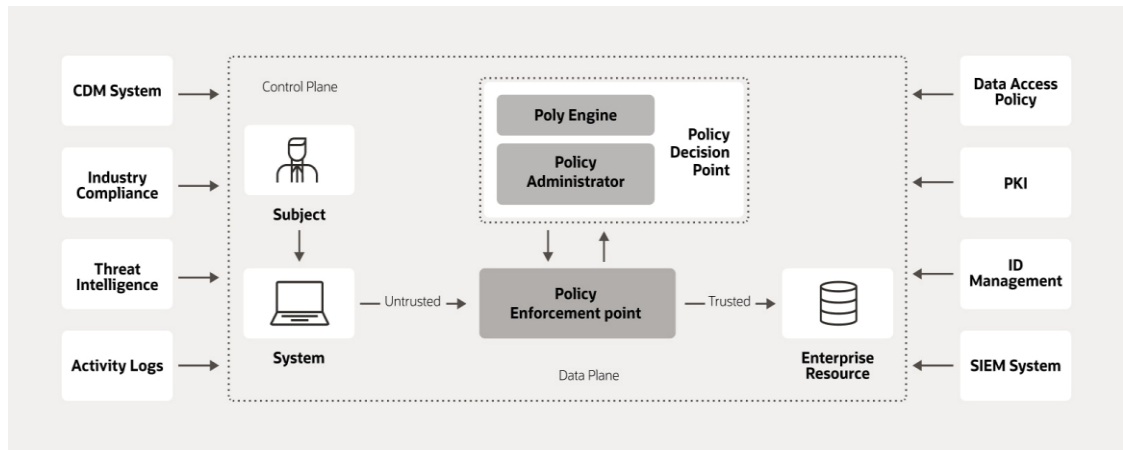 CDM System
Industry
Compliance
Threat
Intelligence
Activity Logs
Control Plane
Subject
System
Untrusted
Poly Engine
Policy
Administrator
Policy
Decision
Point
Policy
Enforcement point
Trusted
Enterprise
Resource
Data Plane
Data Access
Policy
PKI
ID
Management
SIEM System